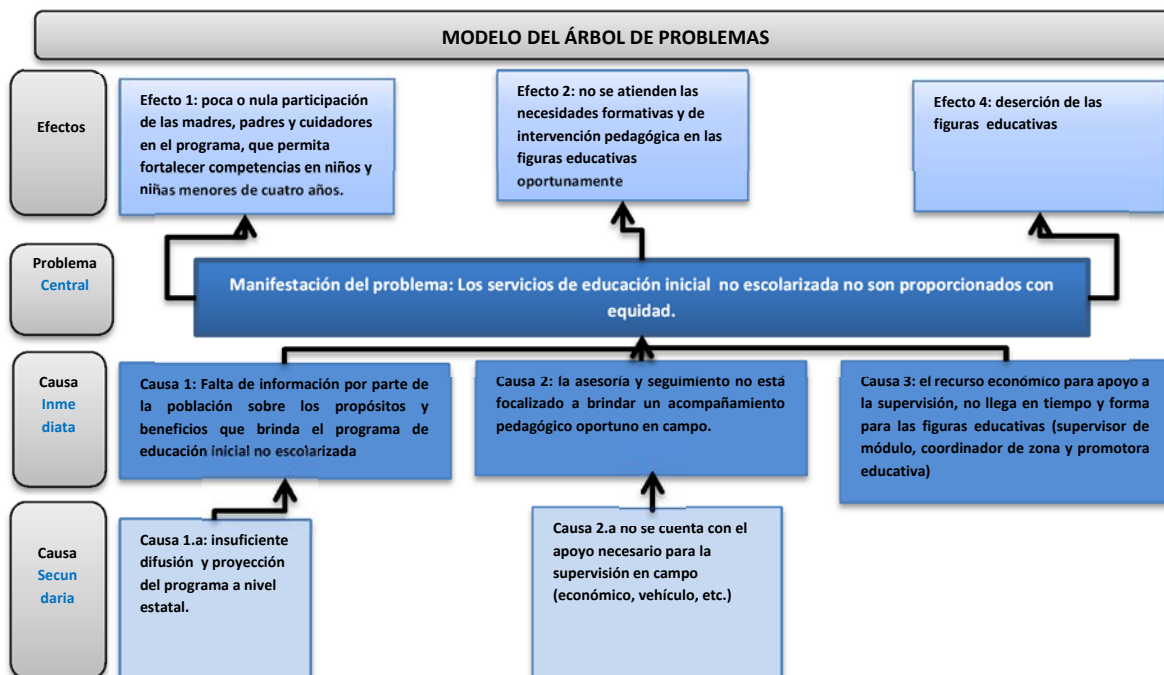 MODELO DEL ÁRBOL DE PROBLEMAS
Efectos
Efecto 1: poca o nula participación
de las madres, padres y cuidadores
en el programa, que permita
fortalecer competencias en niños y
niñas menores de cuatro años.
Efecto 2: no se atienden las
necesidades formativas y de
intervención pedagógica en las
figuras educativas
oportunamente
Efecto 4: deserción de las
figuras educativas
Problema
Central
Manifestación del problema: Los servicios de educación inicial no escolarizada no son proporcionados con
equidad.
Causa
Inme
diata
Causa 1: Falta de información por parte de
la población sobre los propósitos y
beneficios que brinda el programa de
educación inicial no escolarizada
Causa 2: la asesoría y seguimiento no está
focalizado a brindar un acompañamiento
pedagógico oportuno en campo.
Causa 3: el recurso económico para apoyo a
la supervisión, no llega en tiempo y forma
para las figuras educativas (supervisor de
módulo, coordinador de zona y promotora
educativa)
Causa
Secun
daria
Causa 1.a: insuficiente
difusión y proyección
del programa a nivel
estatal.
Causa 2.a no se cuenta con el
apoyo necesario para la
supervisión en campo
(económico, vehículo, etc.)